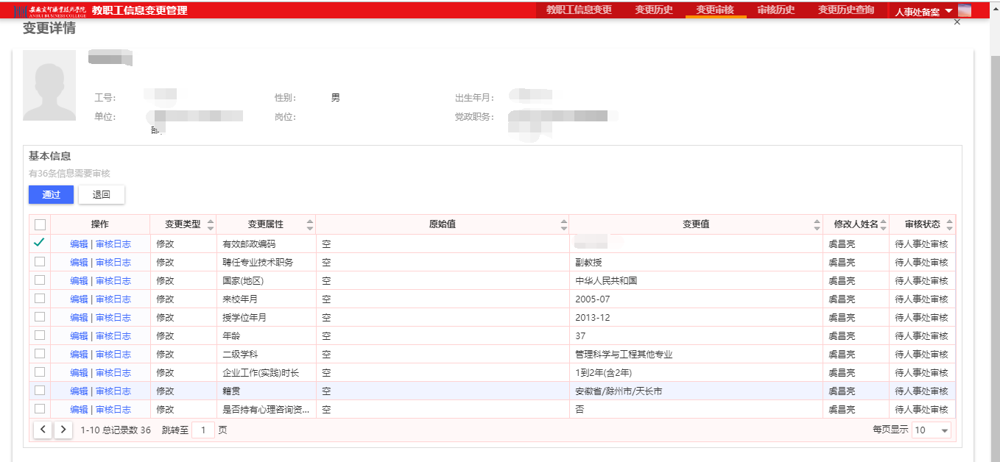 安徽商贸职业技术学院 教职工信息变更管理 教职工信息变更 变更历史 变更审核 审核历史 变更历史查询 人事处备案
ANHUI BUSINESS COLLEGE
变更详情
工号: 性别: 男 出生年月:
单位: 岗位: 党政职务:
部
基本信息
有36条信息需要审核
通过 退回
操作 变更类型 变更属性 原始值 变更值 修改人姓名 审核状态
编辑 | 审核日志 修改 有效邮政编码 空 虞昌亮 待人事处审核
编辑 | 审核日志 修改 聘任专业技术职务 空 副教授 虞昌亮 待人事处审核
编辑 | 审核日志 修改 国家(地区) 空 中华人民共和国 虞昌亮 待人事处审核
编辑 | 审核日志 修改 来校年月 空 2005-07 虞昌亮 待人事处审核
编辑 | 审核日志 修改 授学位年月 空 2013-12 虞昌亮 待人事处审核
编辑 | 审核日志 修改 年龄 空 37 虞昌亮 待人事处审核
编辑 | 审核日志 修改 二级学科 空 管理科学与工程其他专业 虞昌亮 待人事处审核
编辑 | 审核日志 修改 企业工作(实践)时长 空 1到2年(含2年) 虞昌亮 待人事处审核
编辑 | 审核日志 修改 籍贯 空 安徽省/滁州市/天长市 虞昌亮 待人事处审核
编辑 | 审核日志 修改 是否持有心理咨询资... 空 否 虞昌亮 待人事处审核
1-10 总记录数 36 跳转至 1 页 每页显示 10